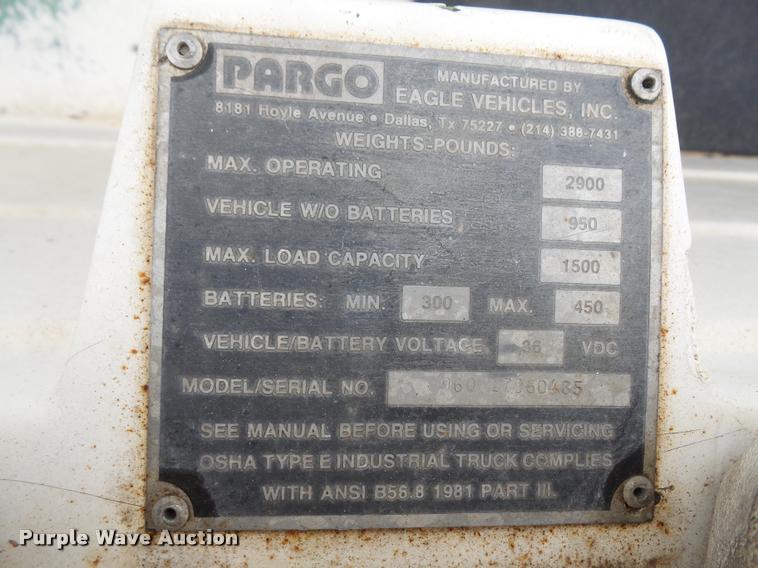 PARGO
MANUFACTURED BY
EAGLE VEHICLES, INC.
8181 Hoyle Avenue • Dallas, Tx 75227 • (214) 388-7431
WEIGHTS-POUNDS:
MAX. OPERATING 2900
VEHICLE W/O BATTERIES 950
MAX. LOAD CAPACITY 1500
BATTERIES: MIN. 300 MAX. 450
VEHICLE/BATTERY VOLTAGE 36 VDC
MODEL/SERIAL NO.
SEE MANUAL BEFORE USING OR SERVICING
OSHA TYPE E INDUSTRIAL TRUCK COMPLIES
WITH ANSI B56.8 1981 PART III.
Purple Wave Auction